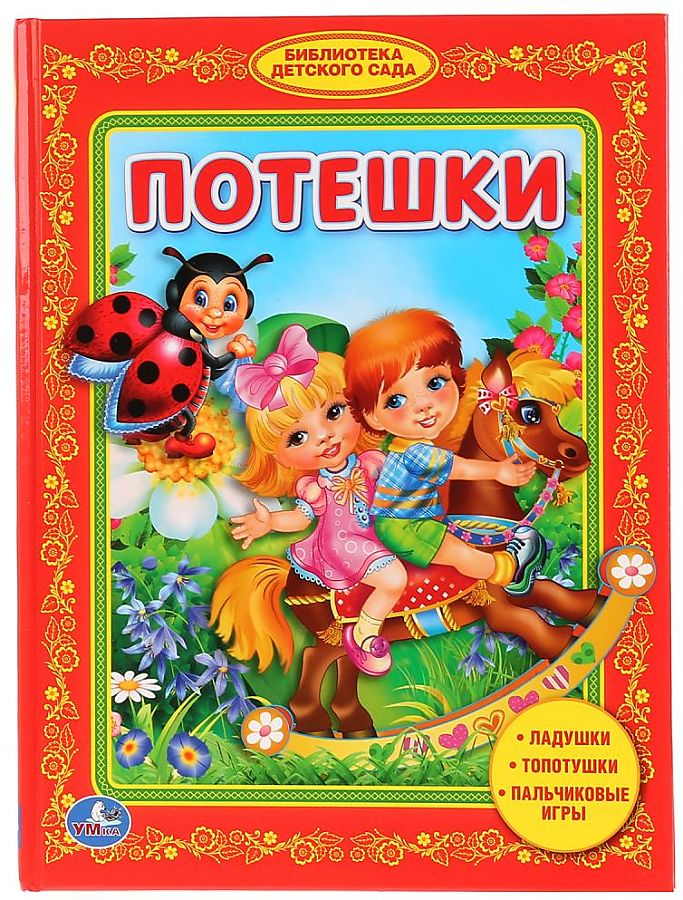 БИБЛИОТЕКА
ДЕТСКОГО САДА
ПОТЕШКИ
• ЛАДУШКИ
• ТОПОТУШКИ
• ПАЛЬЧИКОВЫЕ
ИГРЫ
УМКА